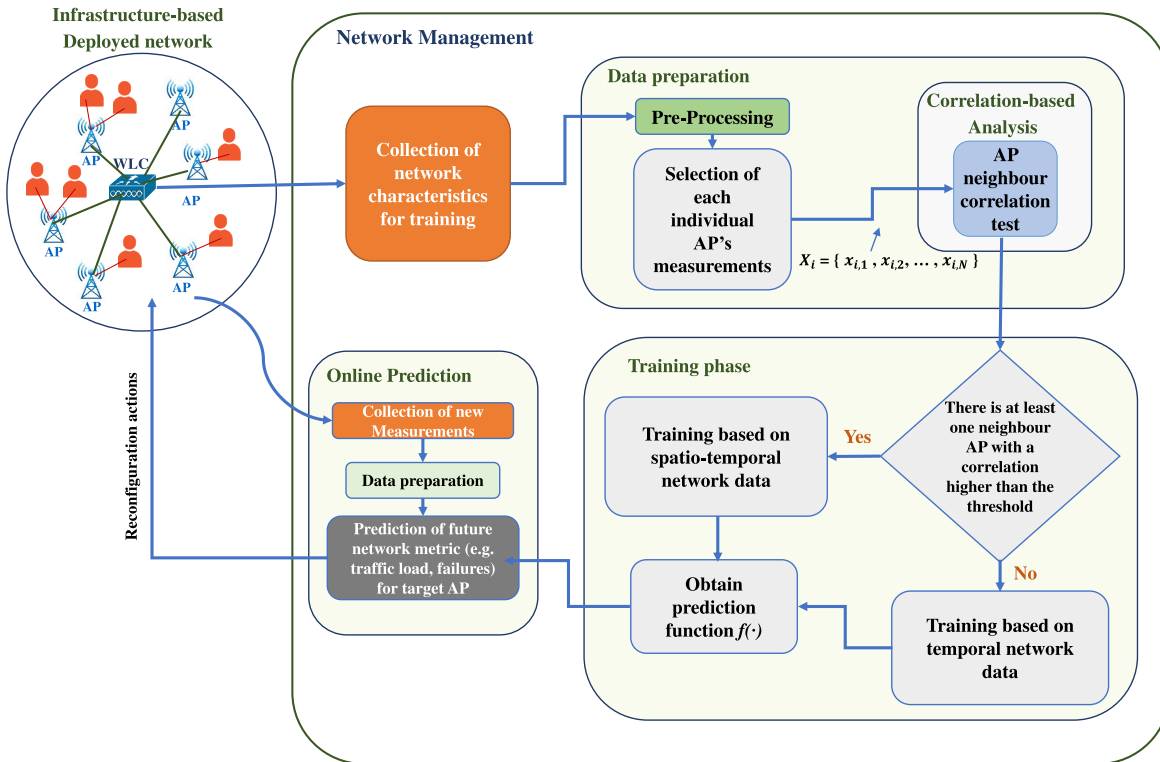 Infrastructure-based
Deployed network
AP
AP
WLC
AP
AP
AP
AP
Network Management
Collection of
network
characteristics
for training
Data preparation
Pre-Processing
Selection of
each
individual
AP's
measurements
X_i = { x_{i,1} , x_{i,2}, … , x_{i,N} }
Correlation-based
Analysis
AP
neighbour
correlation
test
Training phase
There is at least
one neighbour
AP with a
correlation
higher than the
threshold
Yes
No
Training based on
spatio-temporal
network data
Training based on
temporal network
data
Obtain
prediction
function f(·)
Online Prediction
Collection of new
Measurements
Data preparation
Prediction of future
network metric (e.g.
traffic load, failures)
for target AP
Reconfiguration actions